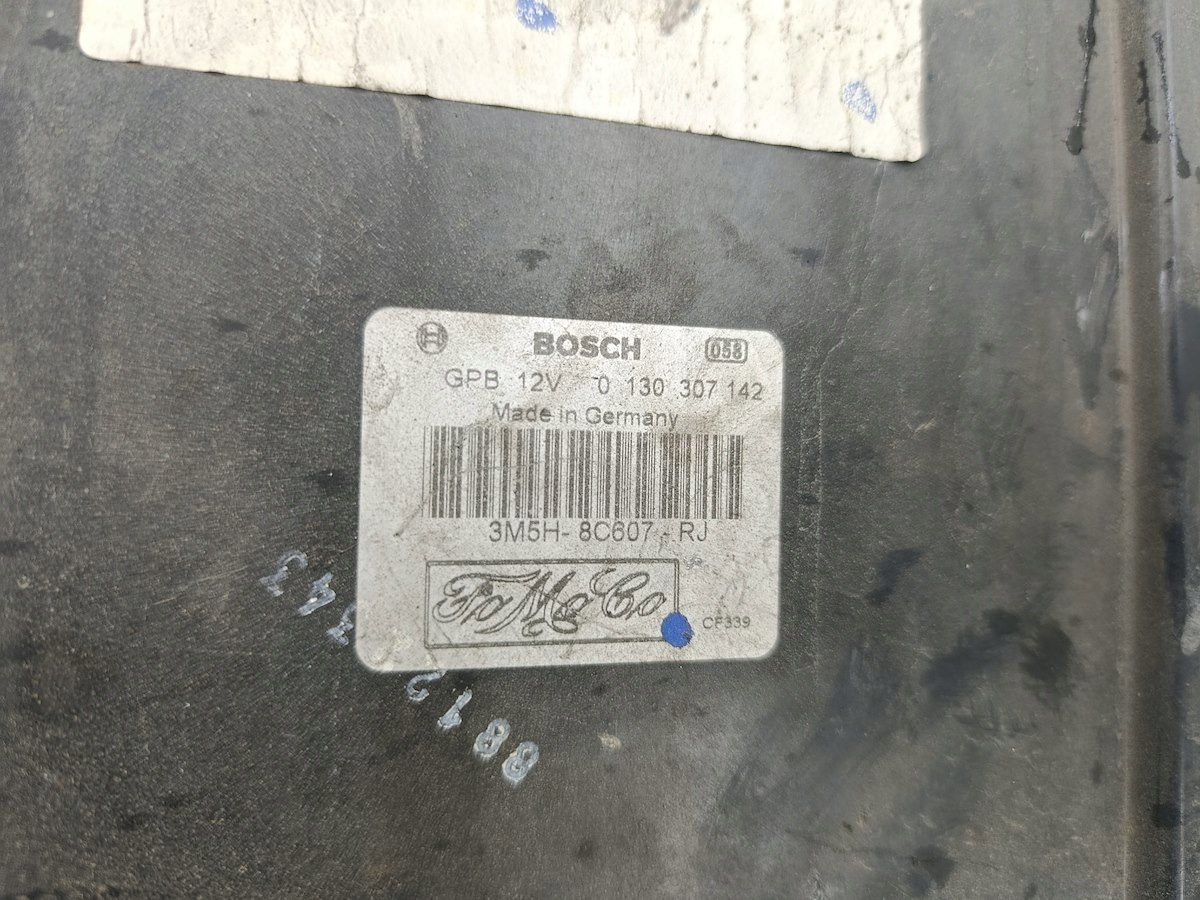 BOSCH 058
GPB 12V 0 130 307 142
Made in Germany
3M5H- 8C607 - RJ
FoMoCo
CF339